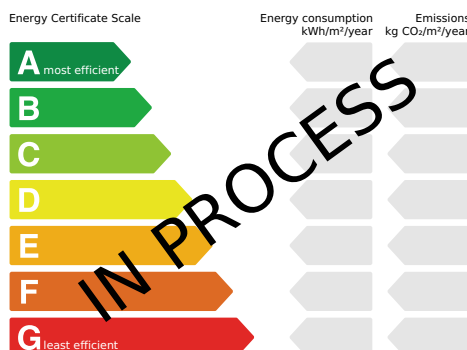 Energy Certificate Scale
Energy consumption
kWh/m²/year
Emissions
kg CO₂/m²/year
A most efficient
B
C
D
E
F
G least efficient
IN PROCESS